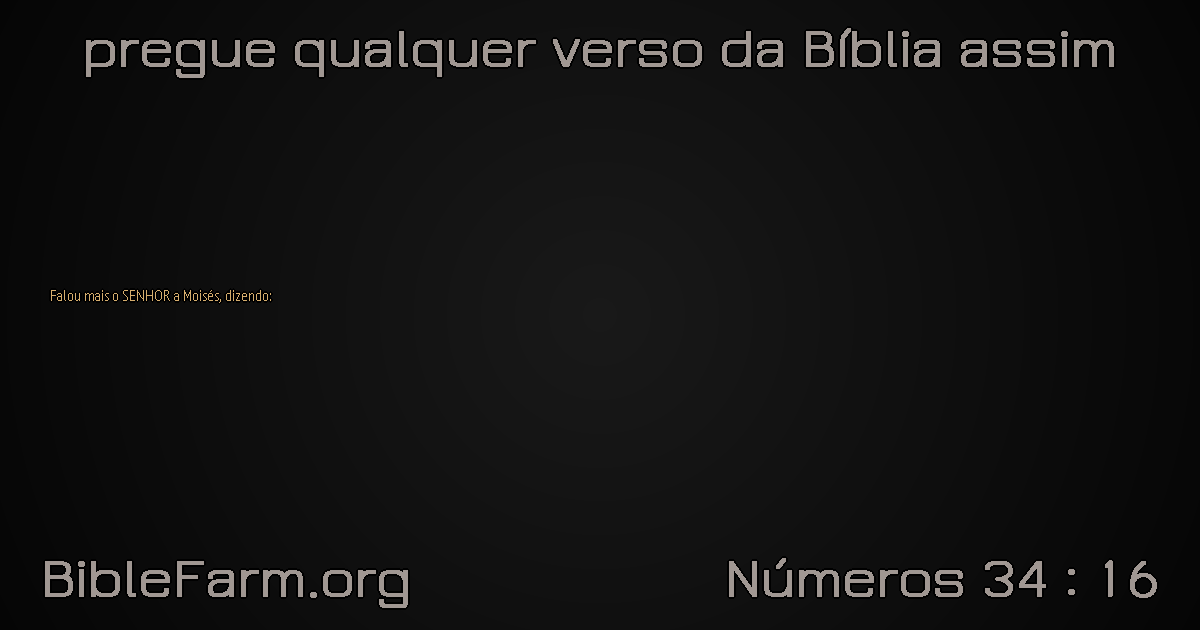 pregue qualquer verso da Bíblia assim
Falou mais o SENHOR a Moisés, dizendo:
BibleFarm.org
Números 34 : 16